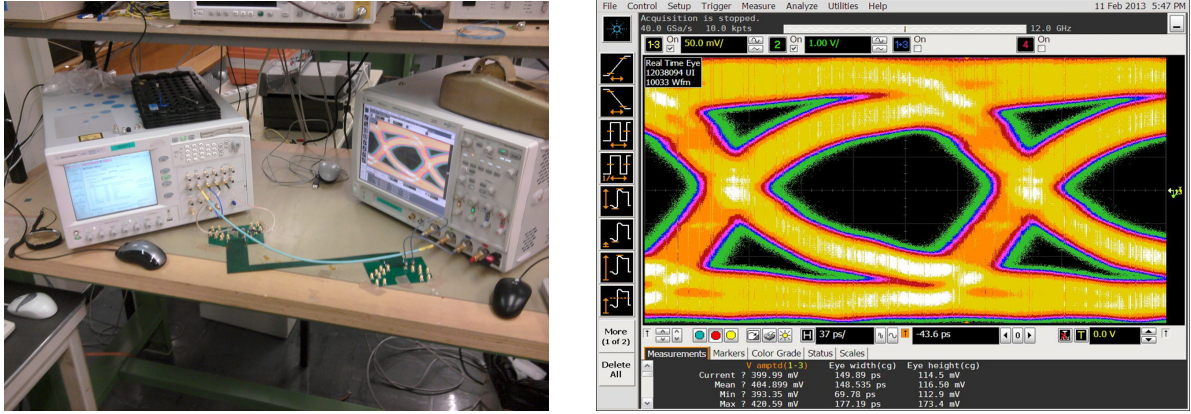 File Control Setup Trigger Measure Analyze Utilities Help 11 Feb 2013 5:47 PM
Acquisition is stopped.
40.0 GSa/s 10.0 kpts 12.0 GHz
1-3 On 50.0 mV/ 2 On 1.00 V/ 1-3 On 4 On
Real Time Eye
12038094 UI
10033 Wfm
More
(1 of 2)
Delete
All
H 37 ps/ -43.6 ps 0 T 0.0 V
Measurements Markers Color Grade Status Scales
V amptd(1-3) Eye width(cg) Eye height(cg)
Current ? 399.99 mV 149.89 ps 114.5 mV
Mean ? 404.899 mV 148.535 ps 116.50 mV
Min ? 393.35 mV 69.78 ps 112.9 mV
Max ? 420.59 mV 177.19 ps 173.4 mV